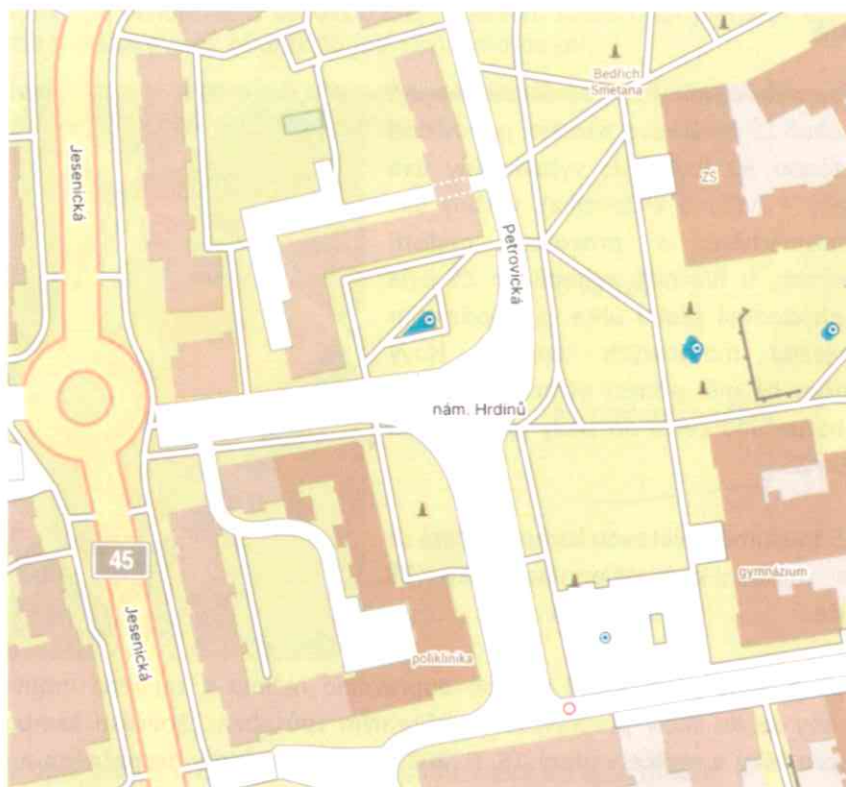 Bedřich
Smetana
Jesenická
ZŠ
Petrovická
nám. Hrdinů
45
gymnázium
Jesenická
poliklinika